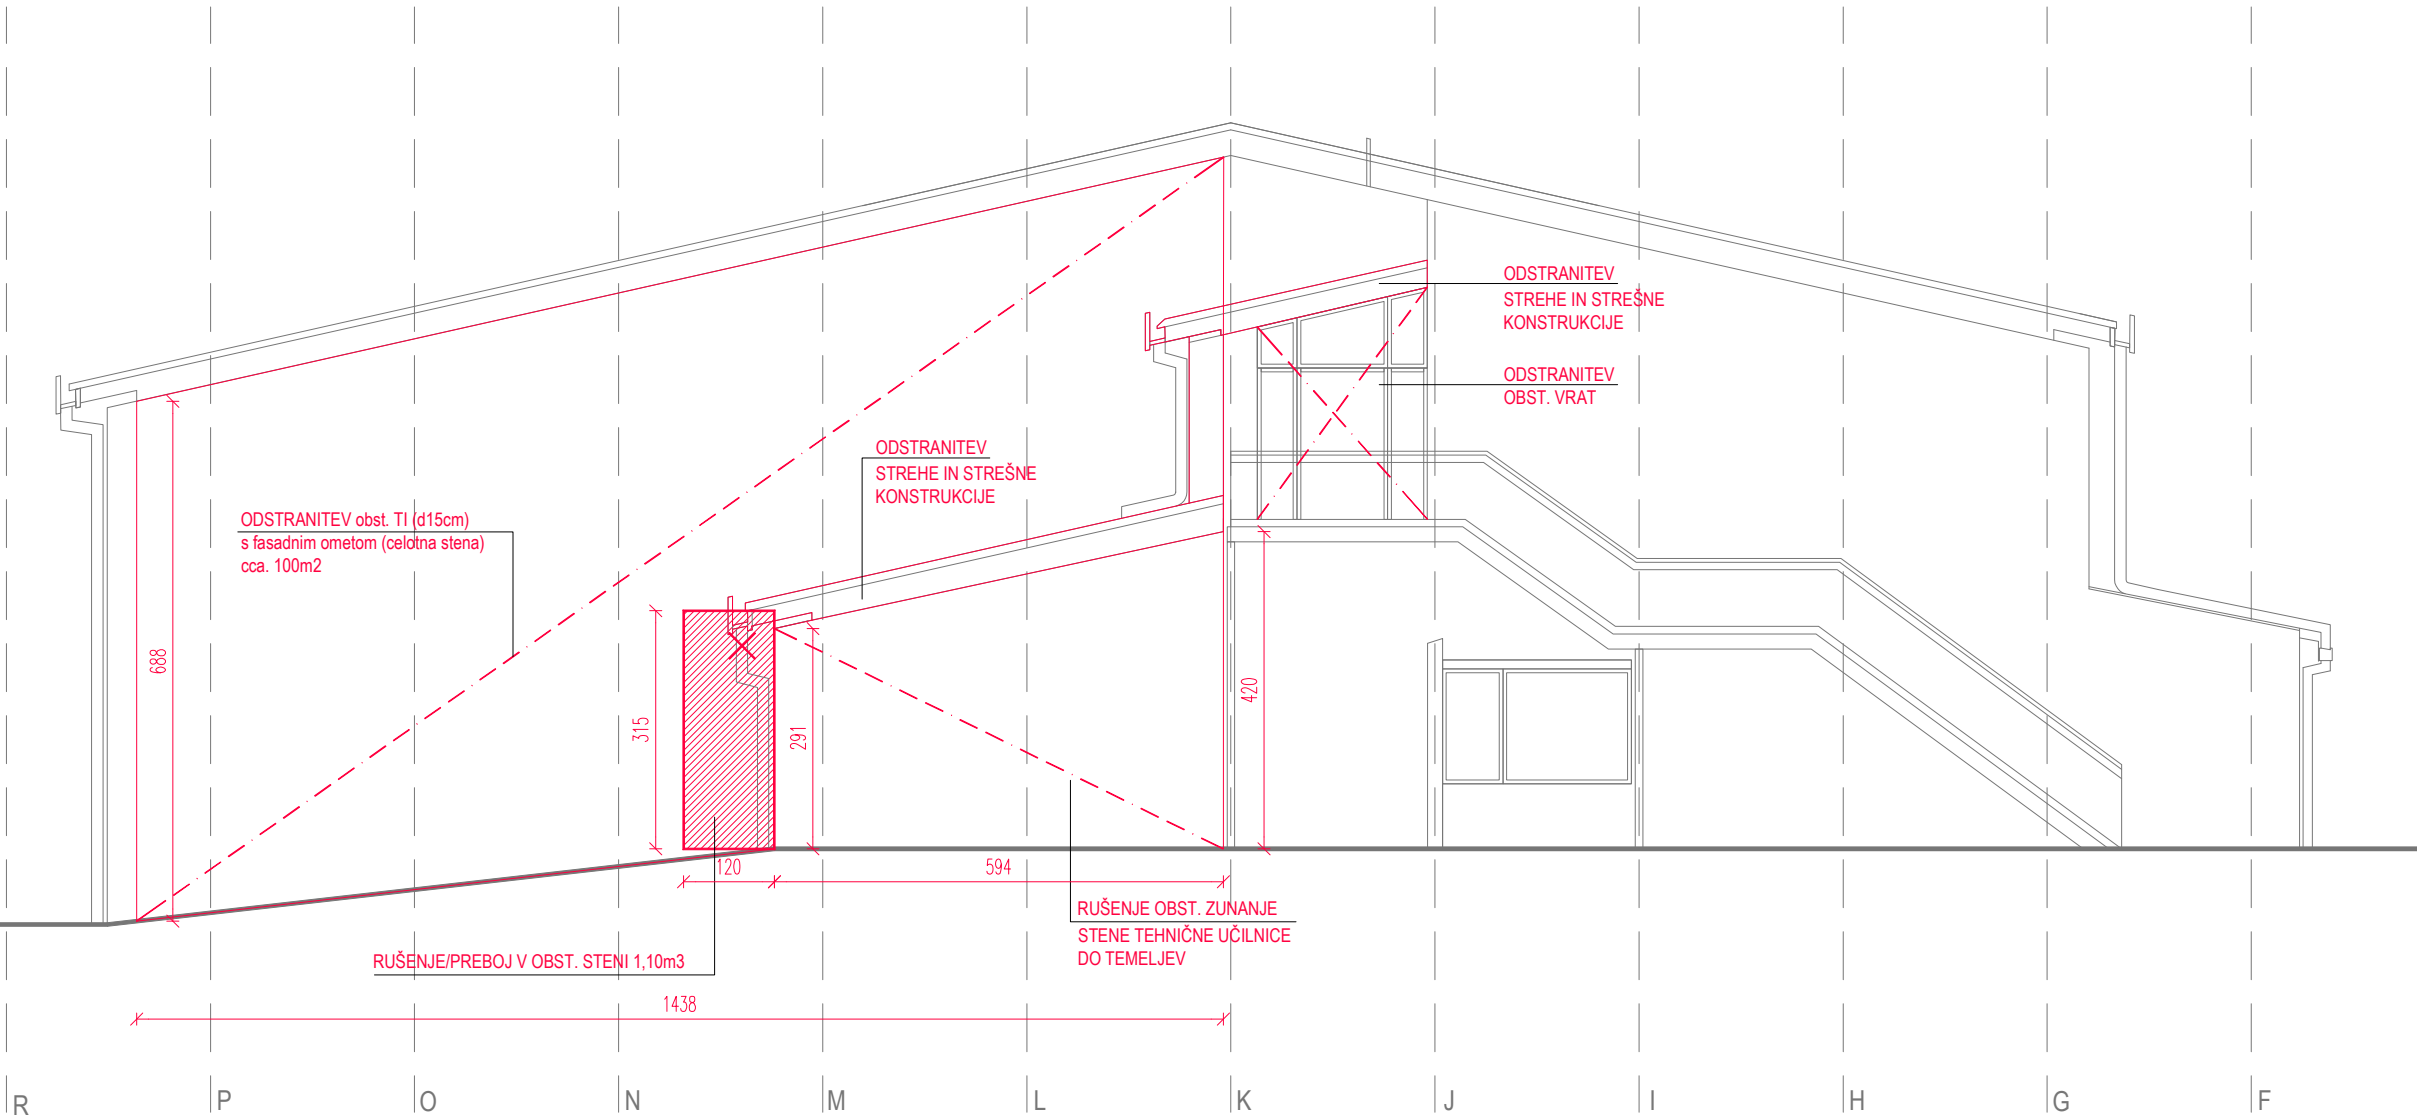 ODSTRANITEV
STREHE IN STREŠNE
KONSTRUKCIJE
ODSTRANITEV
OBST. VRAT
ODSTRANITEV
STREHE IN STREŠNE
KONSTRUKCIJE
ODSTRANITEV obst. TI (d15cm)
s fasadnim ometom (celotna stena)
cca. 100m2
688
315
291
420
120
594
RUŠENJE OBST. ZUNANJE
STENE TEHNIČNE UČILNICE
DO TEMELJEV
RUŠENJE/PREBOJ V OBST. STENI 1,10m3
1438
R P O N M L K J I H G F